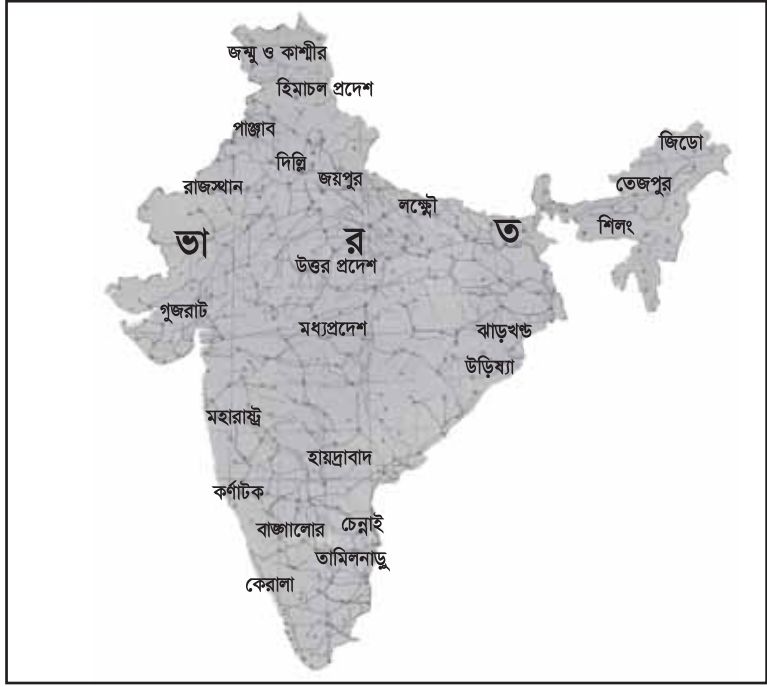 জম্মু ও কাশ্মীর
হিমাচল প্রদেশ
পাঞ্জাব
জিডো
দিল্লি
জয়পুর
রাজস্থান
তেজপুর
লক্ষ্ণৌ
শিলং
ভা র ত
উত্তর প্রদেশ
গুজরাট
মধ্যপ্রদেশ
ঝাড়খন্ড
উড়িষ্যা
মহারাষ্ট্র
হায়দ্রাবাদ
কর্ণাটক
চেন্নাই
বাঙ্গালোর
তামিলনাড়ু
কেরালা